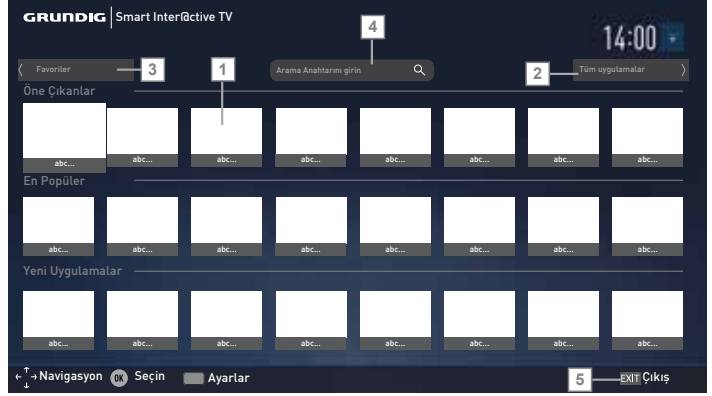 GRUNDIG Smart Inter@ctive TV
4
14:00
Favoriler 3 1 Arama Anahtarını girin 2 Tüm uygulamalar
Öne Çıkanlar
abc... abc... abc... abc... abc... abc... abc... abc...
En Popüler
abc... abc... abc... abc... abc... abc... abc... abc...
Yeni Uygulamalar
abc... abc... abc... abc... abc... abc... abc... abc...
Navigasyon OK Seçin Ayarlar 5 EXIT Çıkış